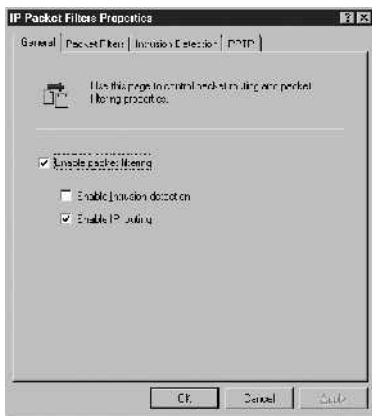 IP Packet Filters Properties
General Packet Filters Intrusion Detection PPTP
Use this page to control packet routing and packet
filtering properties.
Enable packet filtering
Enable Intrusion detection
Enable IP routing
OK Cancel Apply